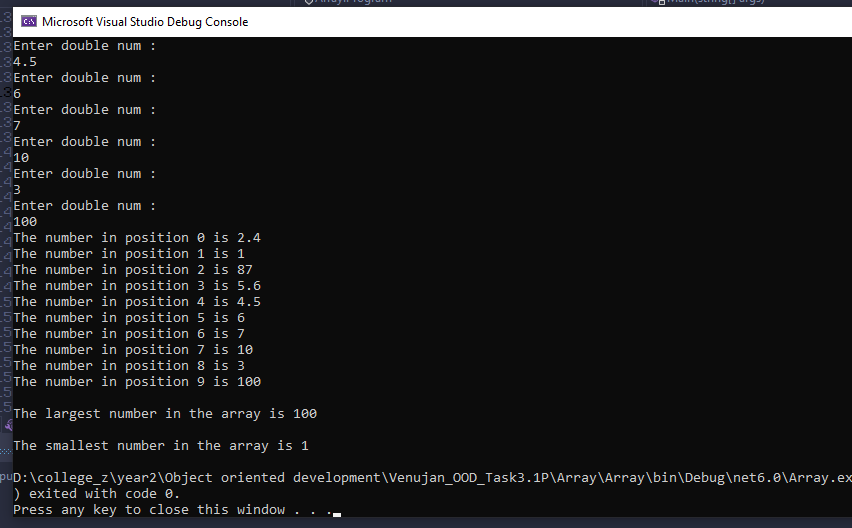 ArrayProgram
Main(string[] args)
Microsoft Visual Studio Debug Console
Enter double num :
4.5
Enter double num :
6
Enter double num :
7
Enter double num :
10
Enter double num :
3
Enter double num :
100
The number in position 0 is 2.4
The number in position 1 is 1
The number in position 2 is 87
The number in position 3 is 5.6
The number in position 4 is 4.5
The number in position 5 is 6
The number in position 6 is 7
The number in position 7 is 10
The number in position 8 is 3
The number in position 9 is 100
The largest number in the array is 100
The smallest number in the array is 1
D:\college_z\year2\Object oriented development\Venujan_OOD_Task3.1P\Array\Array\bin\Debug\net6.0\Array.ex
) exited with code 0.
Press any key to close this window . . .